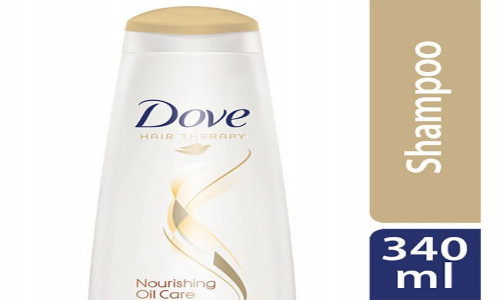 Dove
HAIR THERAPY
Nourishing
Oil Care
Shampoo
340
ml